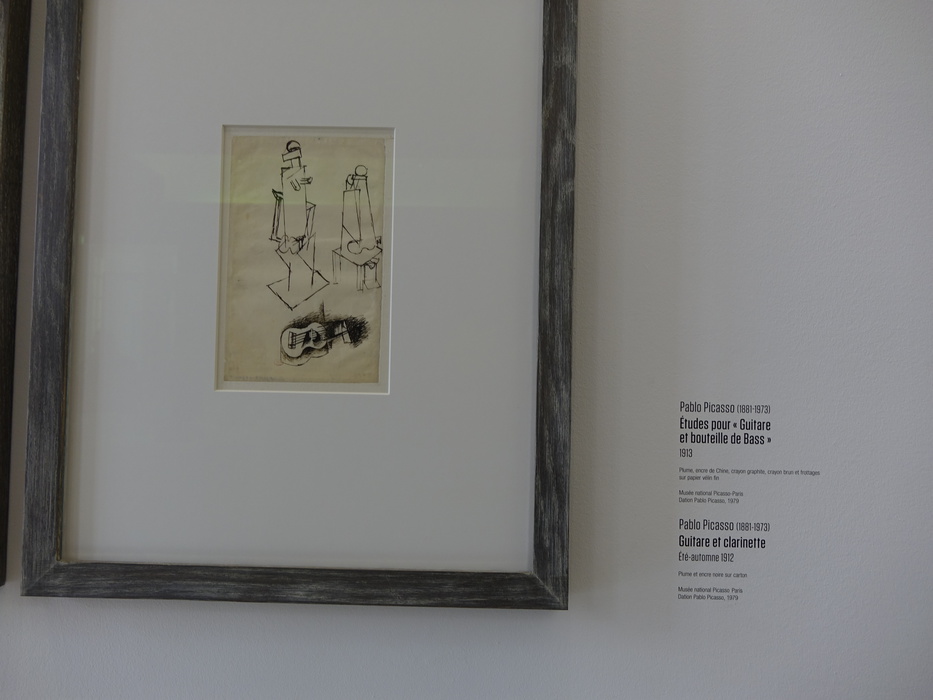 Pablo Picasso (1881-1973)
Études pour « Guitare
et bouteille de Bass »
1913
Plume, encre de Chine, crayon graphite, crayon brun et frottages
sur papier vélin fin
Musée national Picasso-Paris
Dation Pablo Picasso, 1979
Pablo Picasso (1881-1973)
Guitare et clarinette
Été-automne 1912
Plume et encre noire sur carton
Musée national Picasso-Paris
Dation Pablo Picasso, 1979